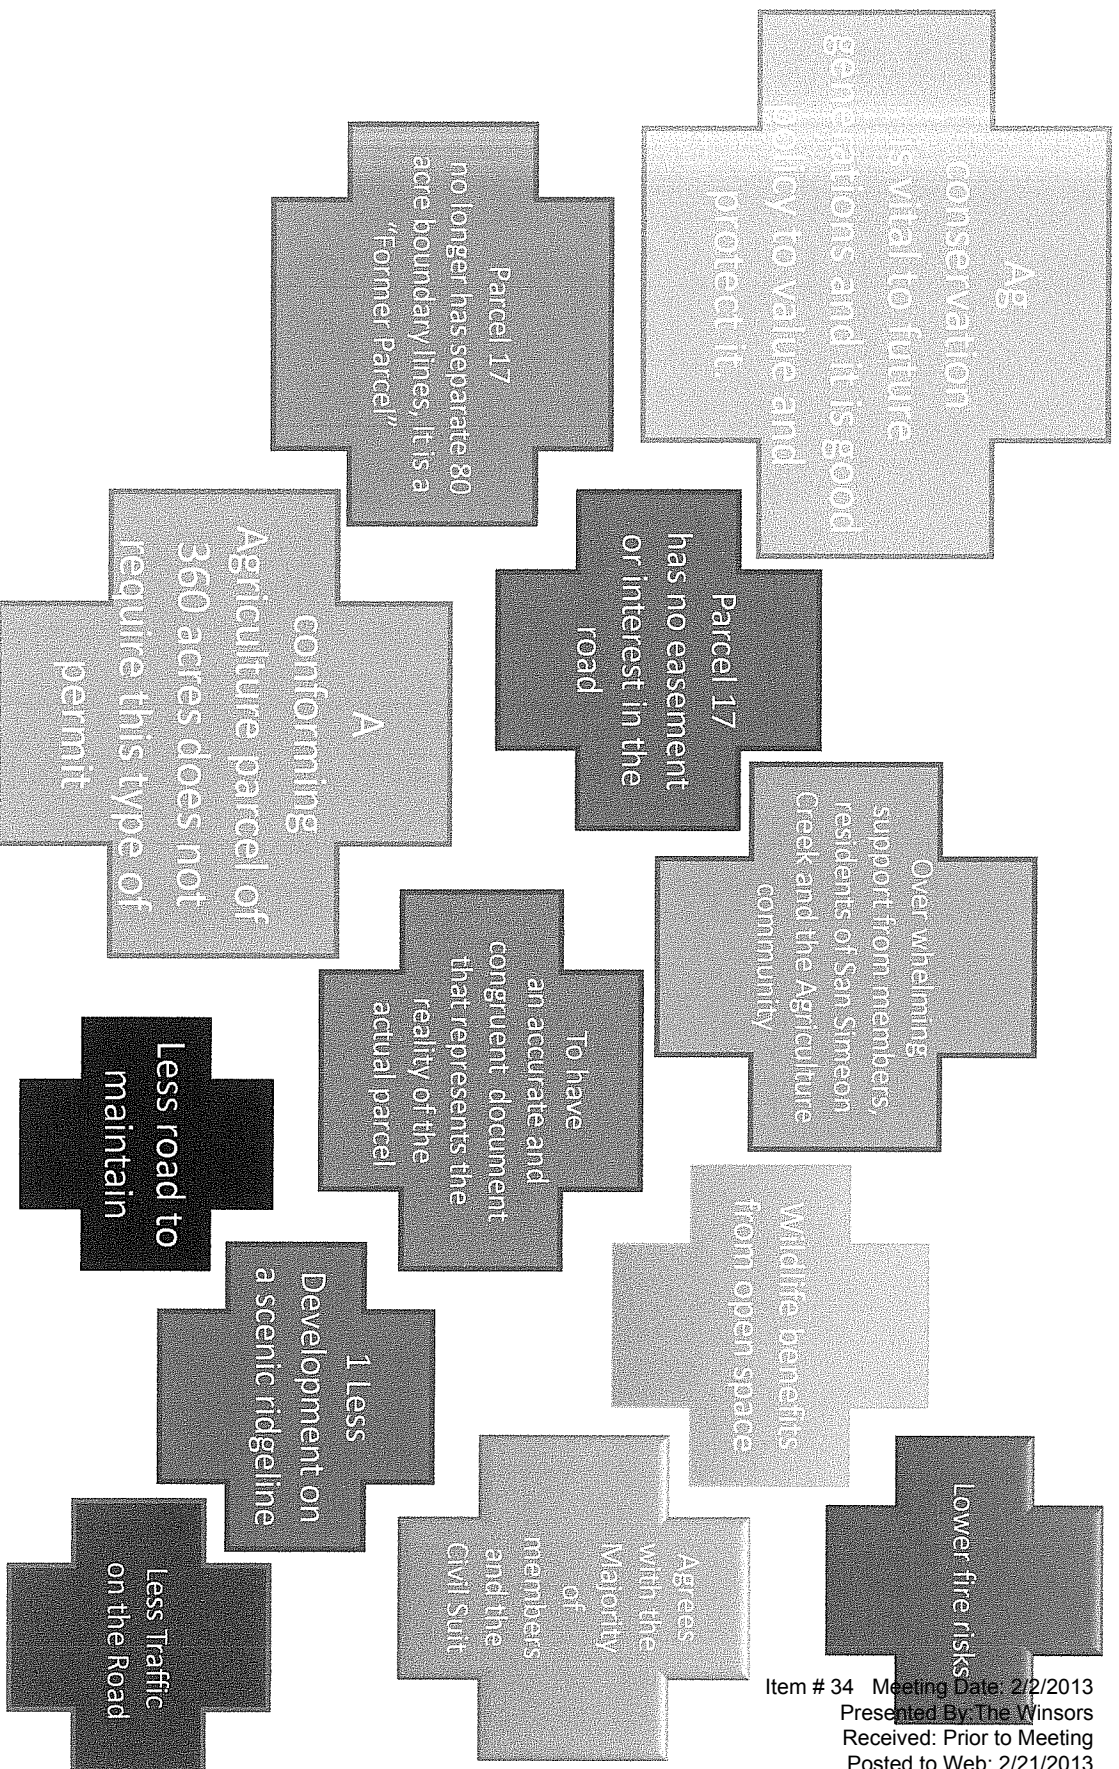 Ag
conservation
is vital to future
generations and it is good
policy to value and
protect it.
Parcel 17
no longer has separate 80
acre boundary lines, It is a
“Former Parcel”
Parcel 17
has no easement
or interest in the
road
A
conforming
Agriculture parcel of
360 acres does not
require this type of
permit
Over whelming
support from members,
residents of San Simeon
Creek and the Agriculture
community
To have
an accurate and
congruent document
that represents the
reality of the
actual parcel
Less road to
maintain
Wildlife benefits
from open space
1 Less
Development on
a scenic ridgeline
Lower fire risks
Agrees
with the
Majority
of
members
and the
Civil Suit
Less Traffic
on the Road
Item # 34 Meeting Date: 2/2/2013
Presented By:The Winsors
Received: Prior to Meeting
Posted to Web: 2/21/2013